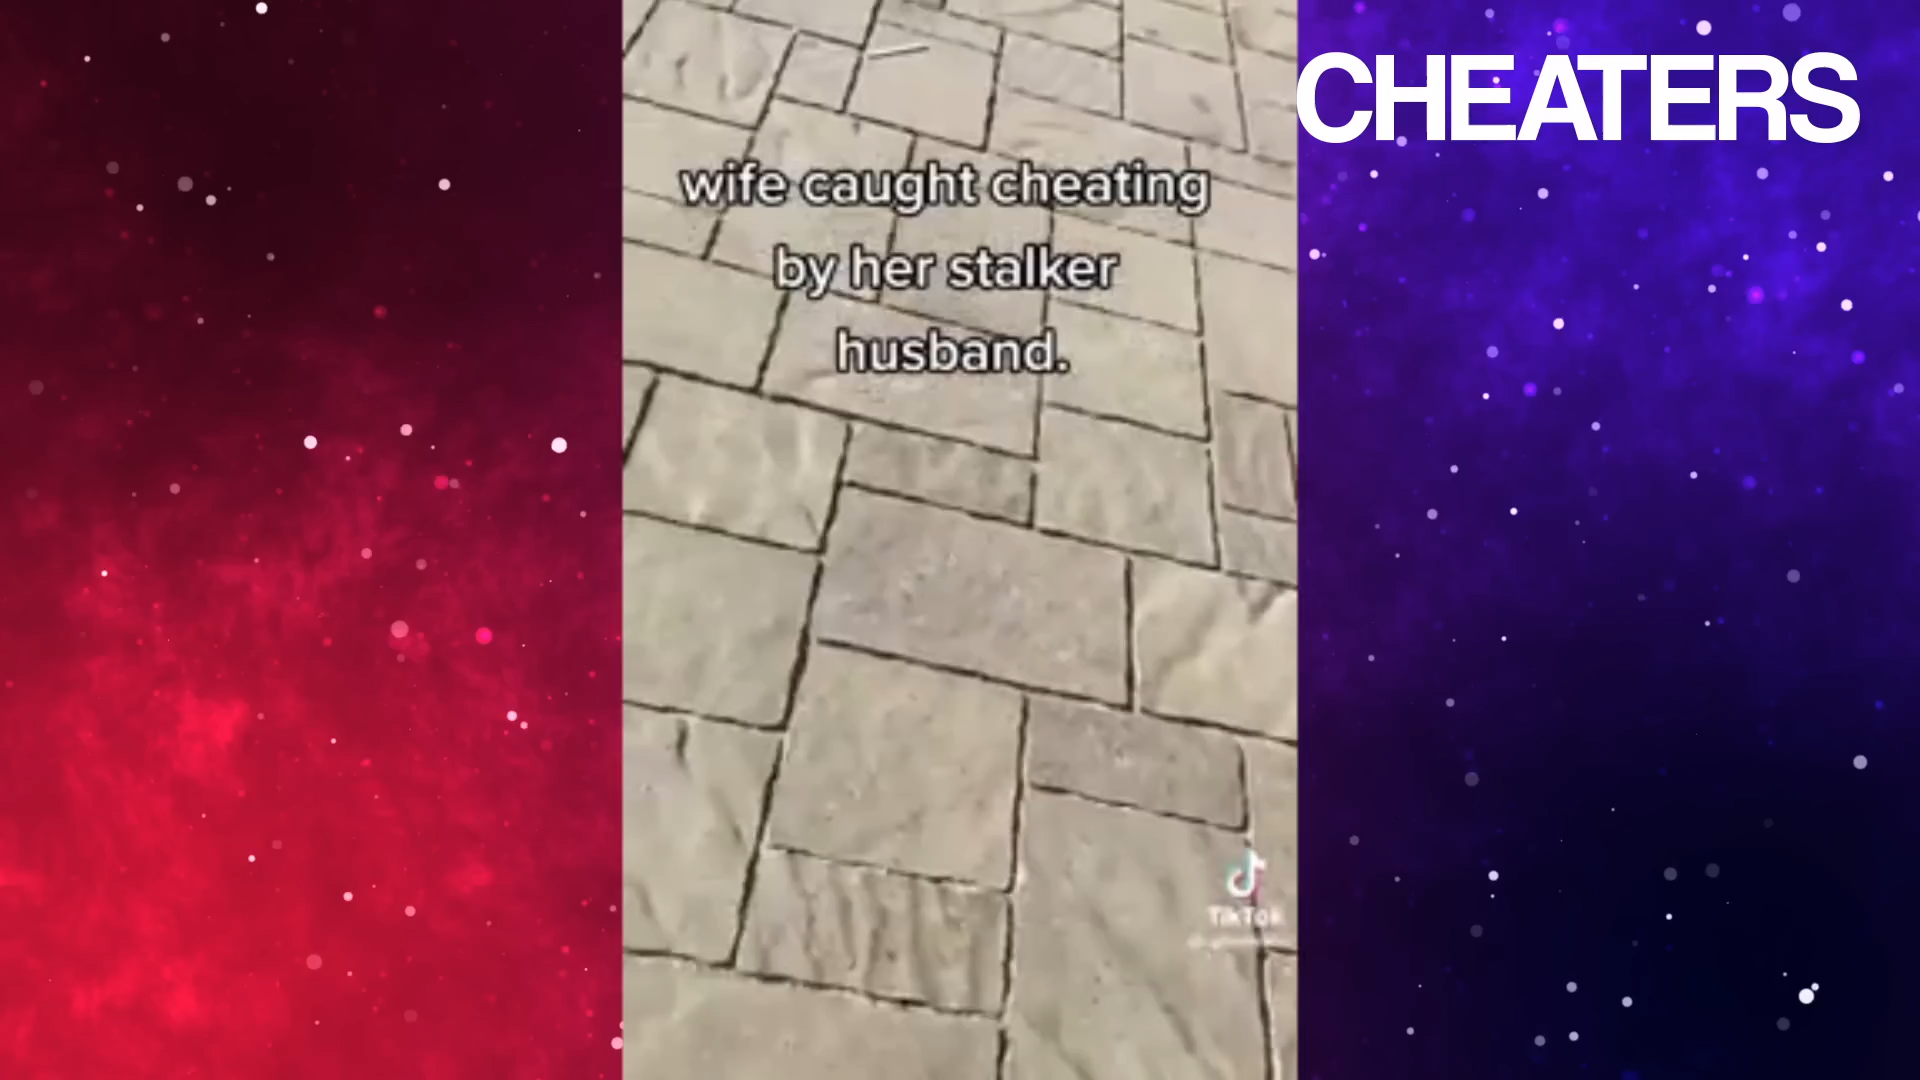 CHEATERS
wife caught cheating
by her stalker
husband.
TikTok